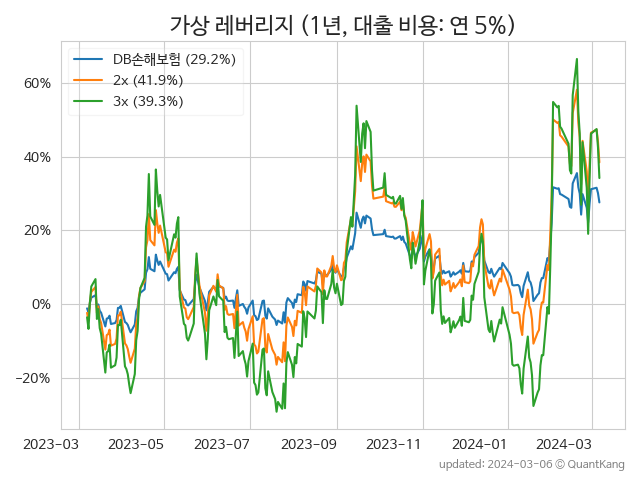 가상 레버리지 (1년, 대출 비용: 연 5%)
DB손해보험 (29.2%)
2x (41.9%)
3x (39.3%)
60%
40%
20%
0%
−20%
2023-03 2023-05 2023-07 2023-09 2023-11 2024-01 2024-03
updated: 2024-03-06 © QuantKang